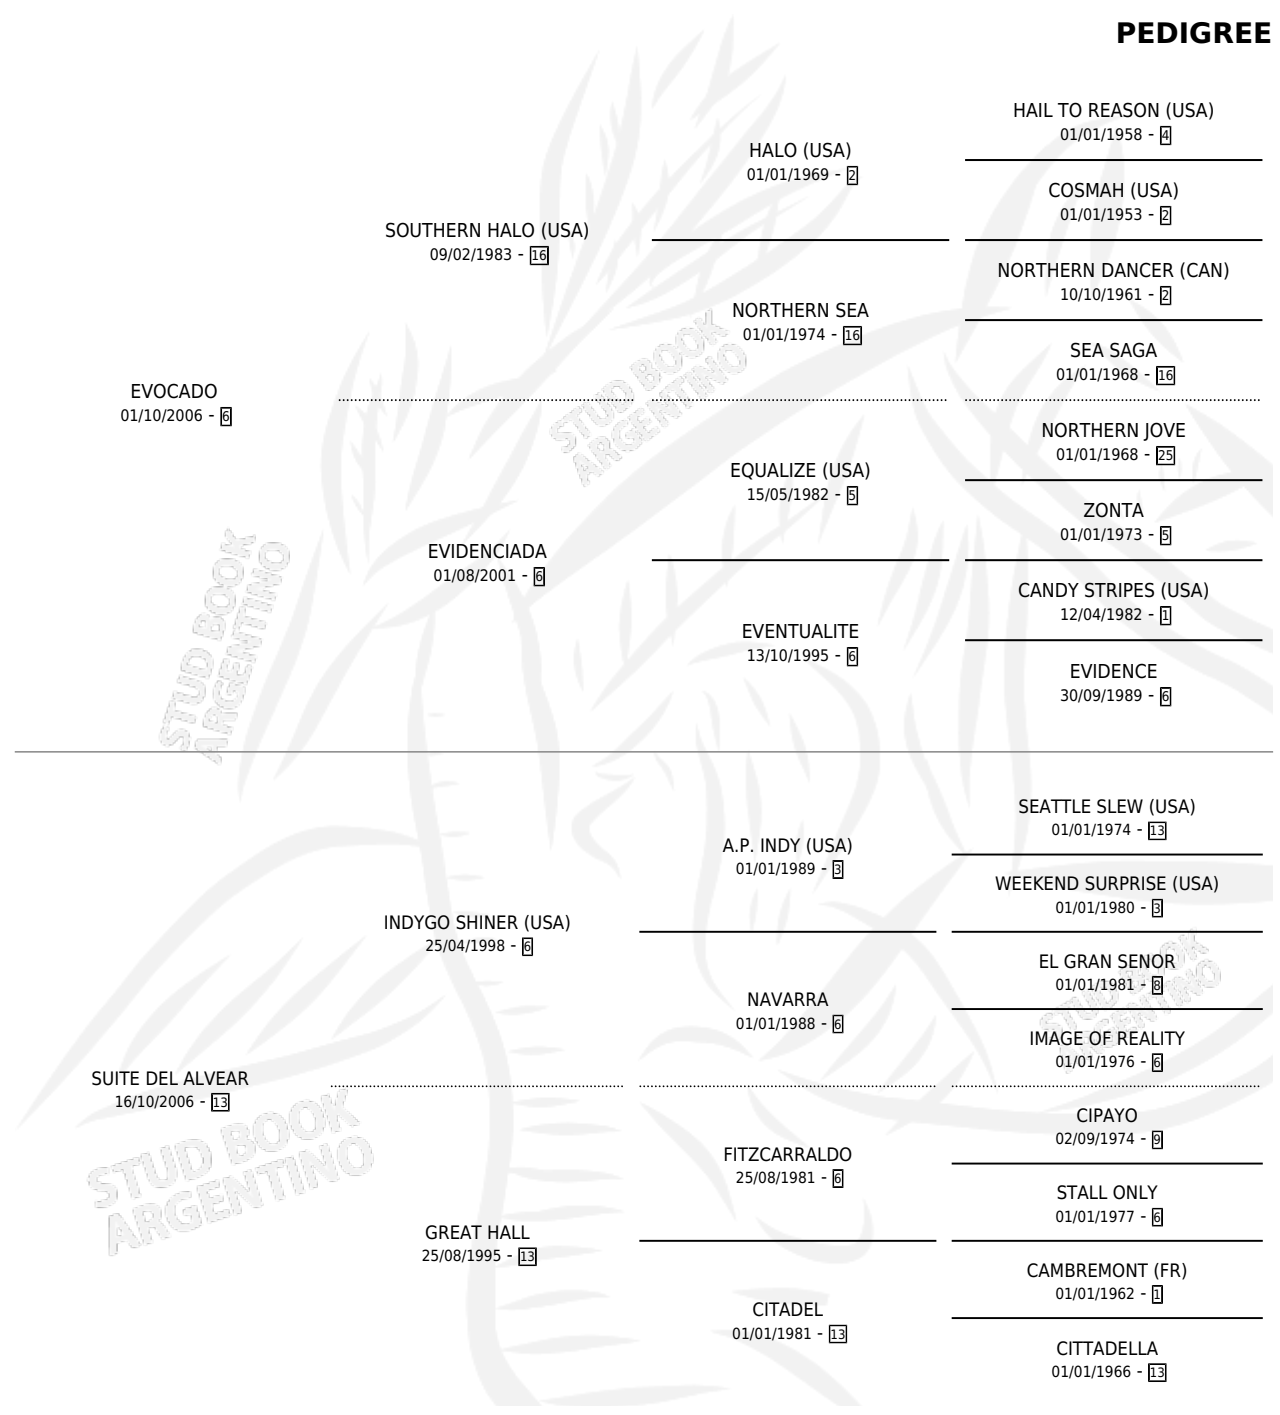 PEDIGREE
HAIL TO REASON (USA)
01/01/1958 - 4
HALO (USA)
01/01/1969 - 2
COSMAH (USA)
01/01/1953 - 2
SOUTHERN HALO (USA)
09/02/1983 - 16
NORTHERN DANCER (CAN)
10/10/1961 - 2
NORTHERN SEA
01/01/1974 - 16
SEA SAGA
01/01/1968 - 16
EVOCADO
01/10/2006 - 6
NORTHERN JOVE
01/01/1968 - 25
EQUALIZE (USA)
15/05/1982 - 5
ZONTA
01/01/1973 - 5
EVIDENCIADA
01/08/2001 - 6
CANDY STRIPES (USA)
12/04/1982 - 1
EVENTUALITE
13/10/1995 - 6
EVIDENCE
30/09/1989 - 6
SEATTLE SLEW (USA)
01/01/1974 - 13
A.P. INDY (USA)
01/01/1989 - 3
WEEKEND SURPRISE (USA)
01/01/1980 - 3
INDYGO SHINER (USA)
25/04/1998 - 6
EL GRAN SENOR
01/01/1981 - 8
NAVARRA
01/01/1988 - 6
IMAGE OF REALITY
01/01/1976 - 6
SUITE DEL ALVEAR
16/10/2006 - 13
CIPAYO
02/09/1974 - 9
FITZCARRALDO
25/08/1981 - 6
STALL ONLY
01/01/1977 - 6
GREAT HALL
25/08/1995 - 13
CAMBREMONT (FR)
01/01/1962 - 1
CITADEL
01/01/1981 - 13
CITTADELLA
01/01/1966 - 13
STUD BOOK
ARGENTINO
STUD BOOK
ARGENTINO
STUD BOOK
ARGENTINO
STUD BOOK
ARGENTINO